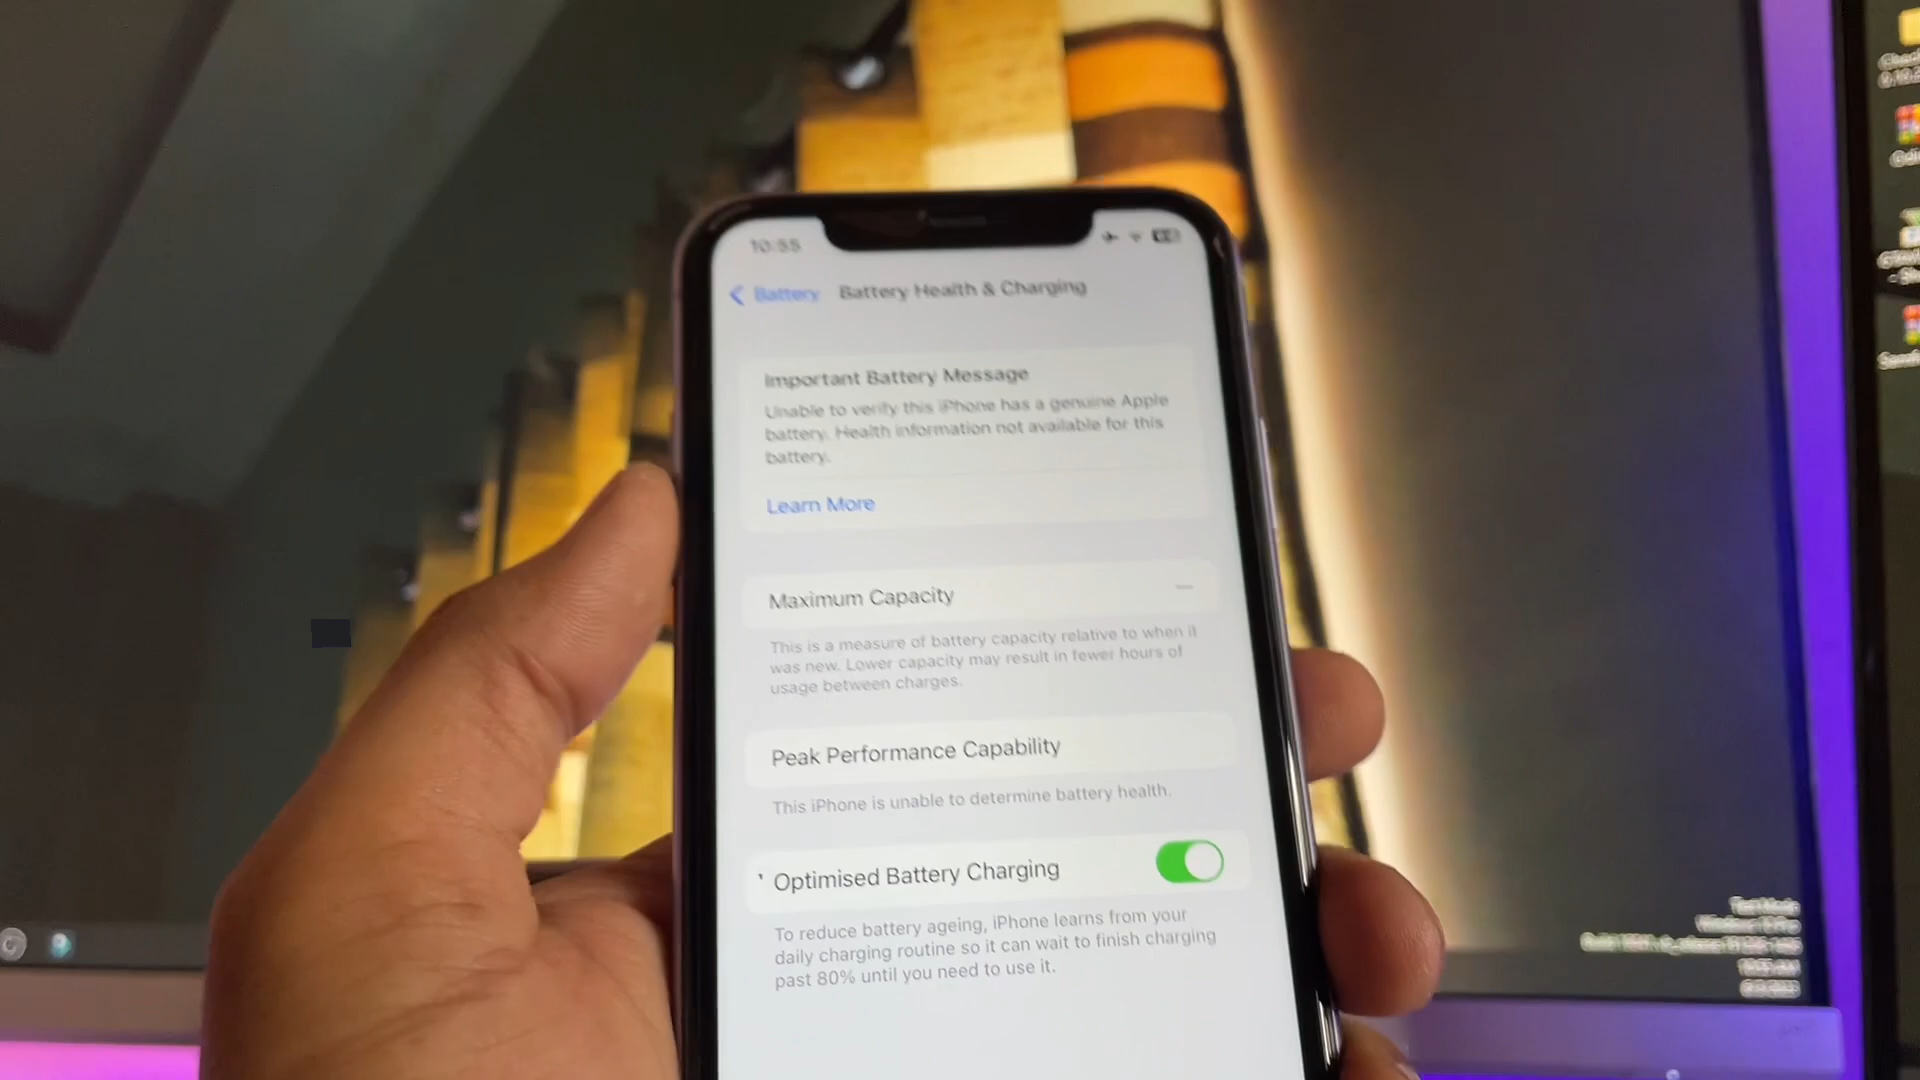 10:55
Battery
Battery Health & Charging
Important Battery Message
Unable to verify this iPhone has a genuine Apple
battery. Health information not available for this
battery.
Learn More
Maximum Capacity
—
This is a measure of battery capacity relative to when it
was new. Lower capacity may result in fewer hours of
usage between charges.
Peak Performance Capability
This iPhone is unable to determine battery health.
Optimised Battery Charging
To reduce battery ageing, iPhone learns from your
daily charging routine so it can wait to finish charging
past 80% until you need to use it.
Test Mode